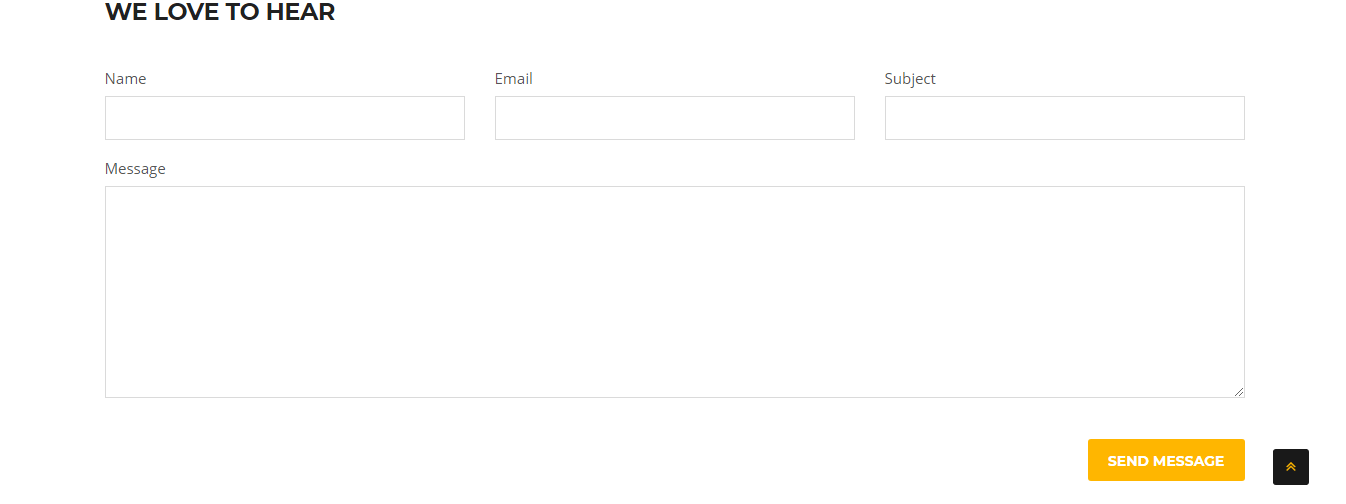 WE LOVE TO HEAR
Name Email Subject
Message
SEND MESSAGE